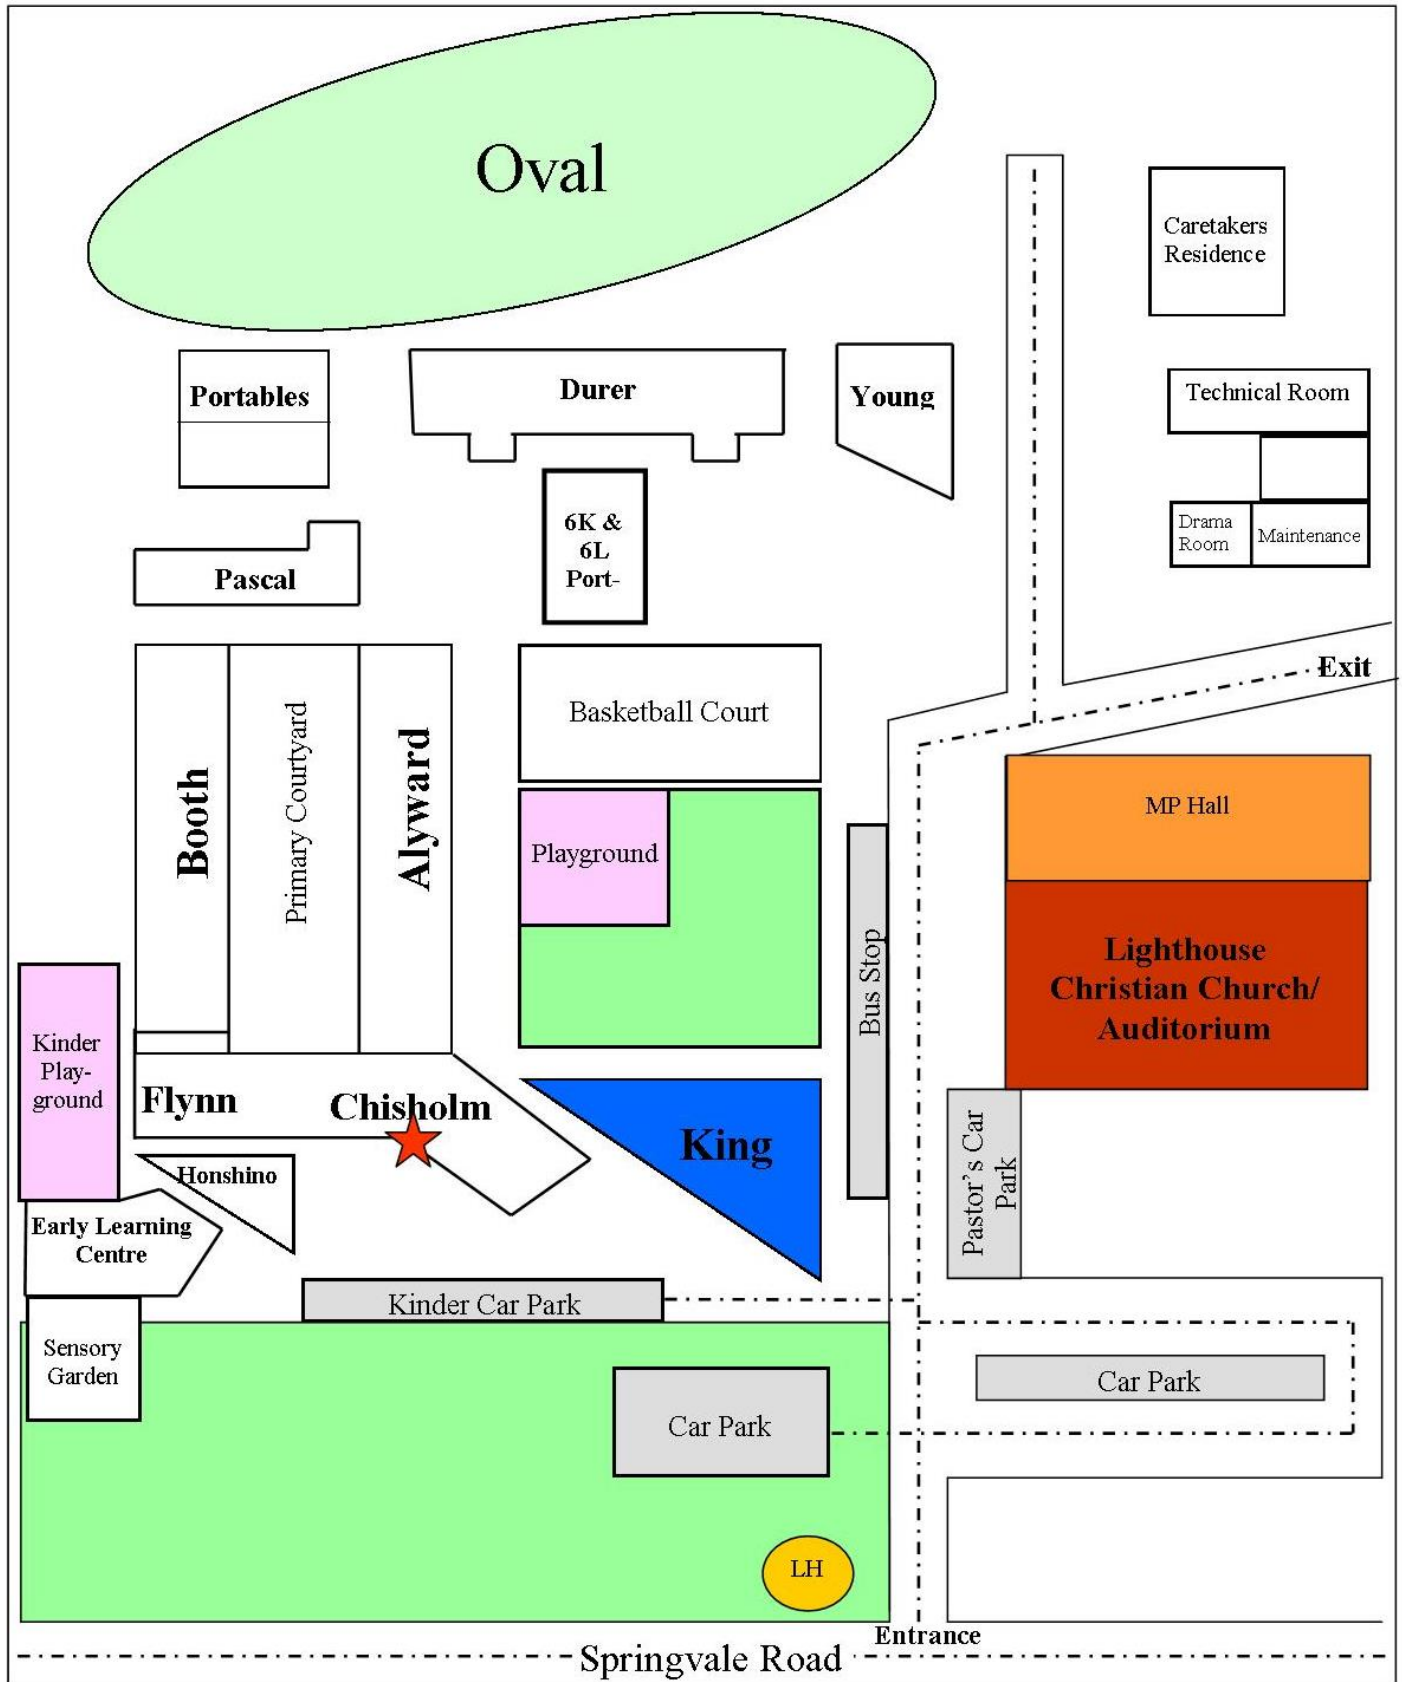 Oval
Caretakers
Residence
Portables
Durer
Young
Technical Room
6K &
6L
Port-
Drama
Room
Maintenance
Pascal
Exit
Booth
Primary Courtyard
Alyward
Basketball Court
MP Hall
Playground
Bus Stop
Lighthouse
Christian Church/
Auditorium
Kinder
Play-
ground
Flynn
Chisholm
King
Pastor's Car
Park
Honshino
Early Learning
Centre
Kinder Car Park
Sensory
Garden
Car Park
Car Park
LH
Entrance
Springvale Road